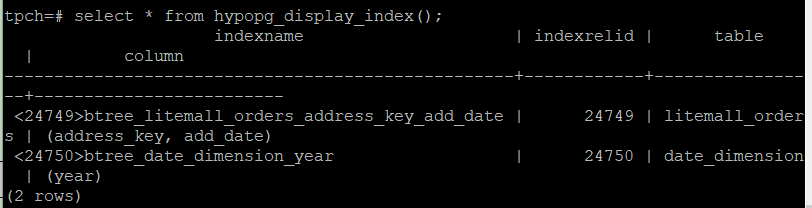 tpch=# select * from hypopg_display_index();
                     indexname                      | indexrelid |      table
  |         column
----------------------------------------------------+------------+---------------
--+-------------------------
 <24749>btree_litemall_orders_address_key_add_date |      24749 | litemall_order
s | (address_key, add_date)
 <24750>btree_date_dimension_year                   |      24750 | date_dimension
  | (year)
(2 rows)